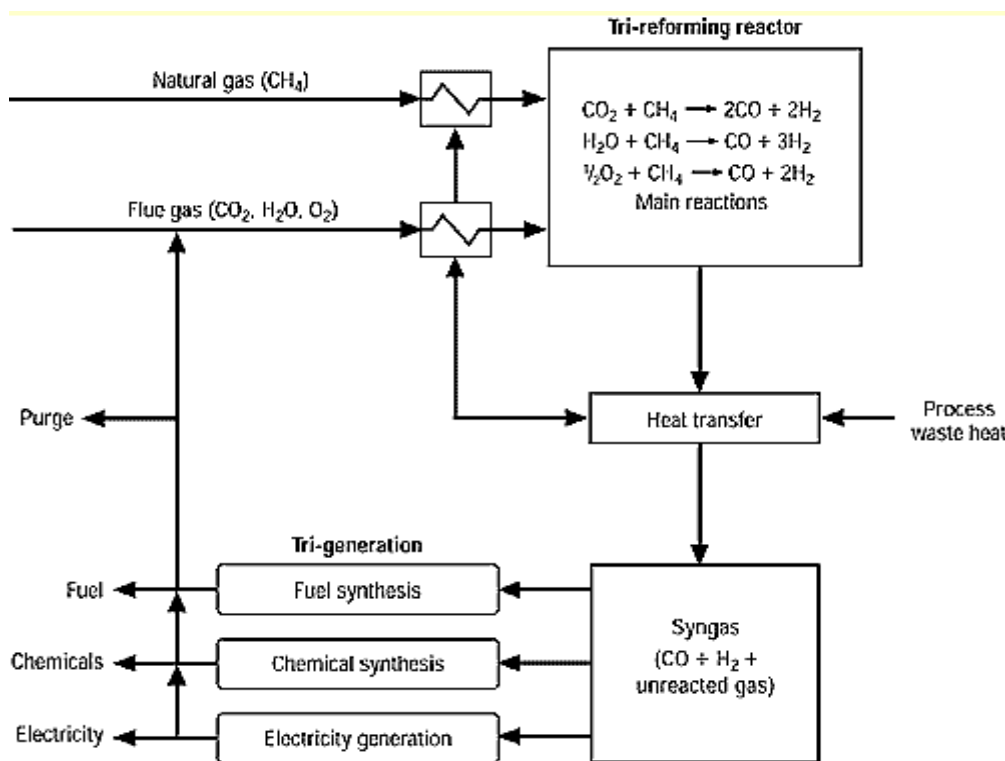 Tri-reforming reactor
Natural gas (CH₄)
CO₂ + CH₄ → 2CO + 2H₂
H₂O + CH₄ → CO + 3H₂
½O₂ + CH₄ → CO + 2H₂
Main reactions
Flue gas (CO₂, H₂O, O₂)
Purge
Heat transfer
Process
waste heat
Tri-generation
Fuel
Fuel synthesis
Syngas
(CO + H₂ +
unreacted gas)
Chemicals
Chemical synthesis
Electricity
Electricity generation